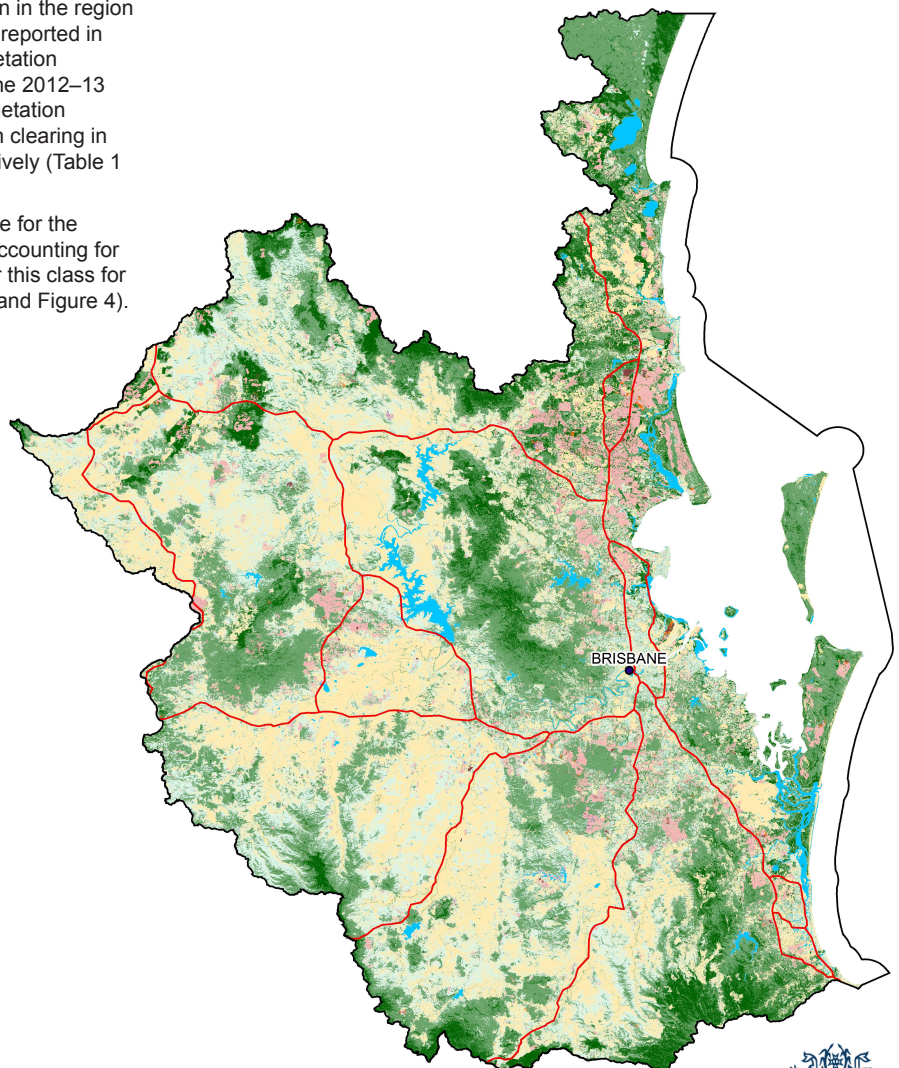 n in the region
reported in
etation
ne 2012–13
etation
n clearing in
ively (Table 1
e for the
ccounting for
r this class for
and Figure 4).
BRISBANE